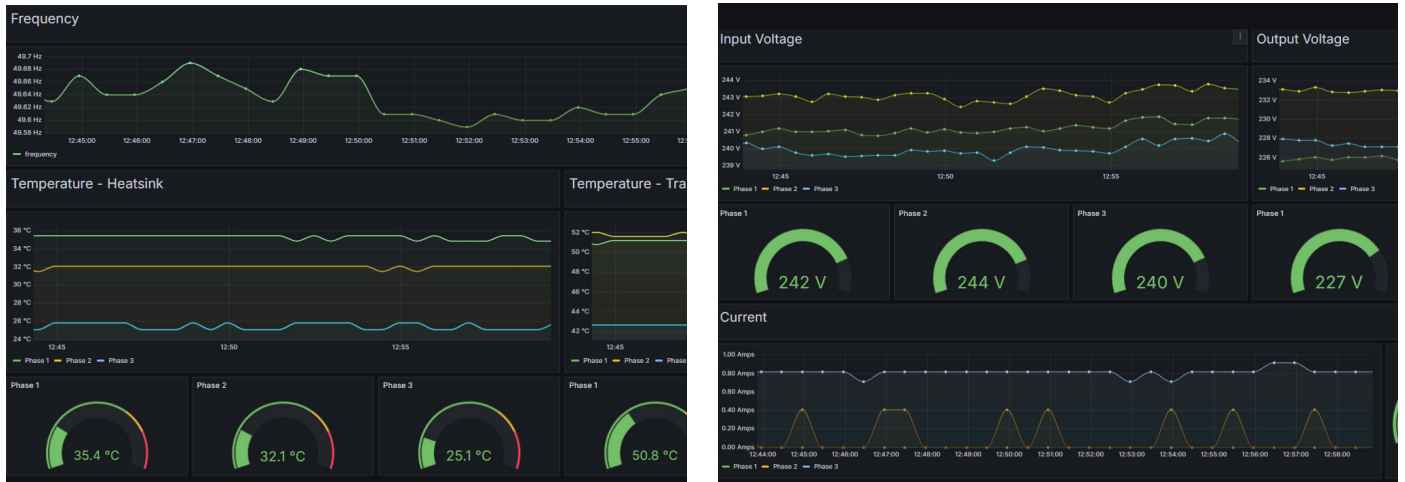 Frequency
49.7 Hz
49.68 Hz
49.66 Hz
49.64 Hz
49.62 Hz
49.6 Hz
49.58 Hz
12:45:00 12:46:00 12:47:00 12:48:00 12:49:00 12:50:00 12:51:00 12:52:00 12:53:00 12:54:00 12:55:00 12:
frequency
Temperature - Heatsink
36 °C
34 °C
32 °C
30 °C
28 °C
26 °C
24 °C
12:45 12:50 12:55
Phase 1 Phase 2 Phase 3
Temperature - Tra
52 °C
50 °C
48 °C
46 °C
44 °C
42 °C
12:45
Phase 1 Phase 2 Phase
Phase 1
35.4 °C
Phase 2
32.1 °C
Phase 3
25.1 °C
Phase 1
50.8 °C
Input Voltage
244 V
243 V
242 V
241 V
240 V
239 V
12:45 12:50 12:55
Phase 1 Phase 2 Phase 3
Output Voltage
234 V
232 V
230 V
228 V
226 V
12:45
Phase 1 Phase 2 Phase 3
Phase 1
242 V
Phase 2
244 V
Phase 3
240 V
Phase 1
227 V
Current
1.00 Amps
0.80 Amps
0.60 Amps
0.40 Amps
0.20 Amps
0.00 Amps
12:44:00 12:45:00 12:46:00 12:47:00 12:48:00 12:49:00 12:50:00 12:51:00 12:52:00 12:53:00 12:54:00 12:55:00 12:56:00 12:57:00 12:58:00
Phase 1 Phase 2 Phase 3